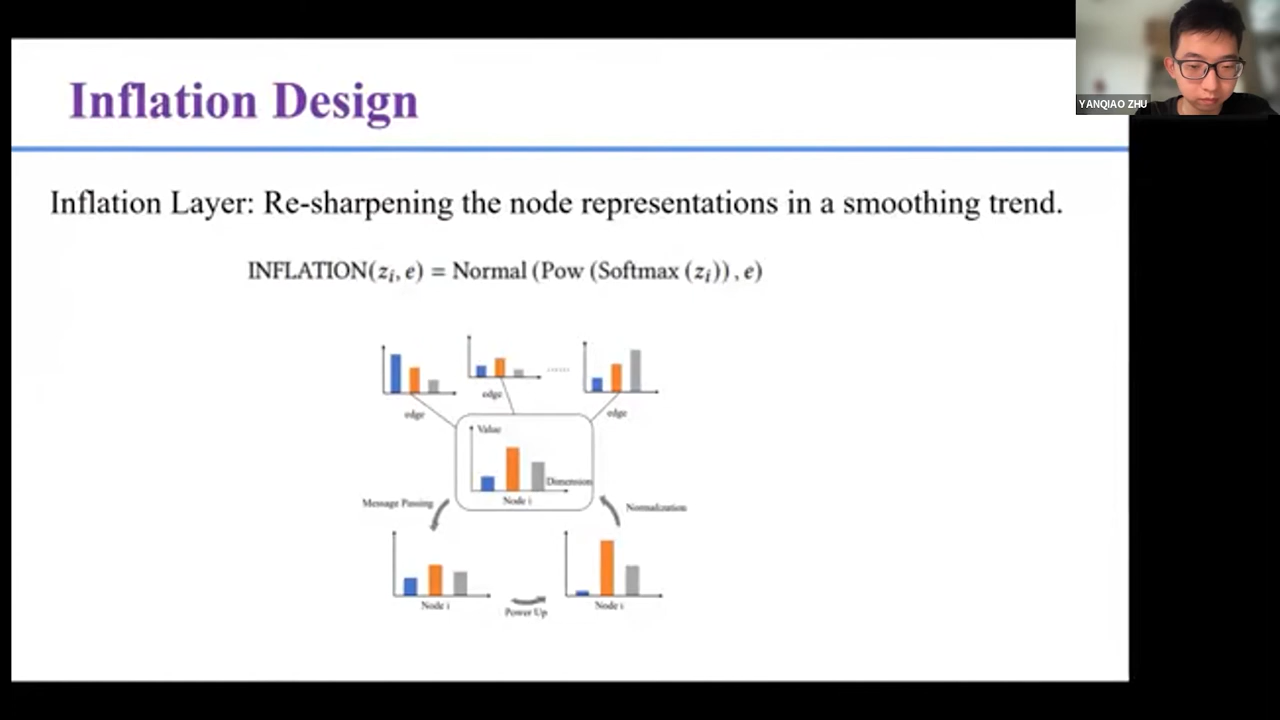 Inflation Design
YANQIAO ZHU
Inflation Layer: Re-sharpening the node representations in a smoothing trend.
INFLATION(zᵢ, e) = Normal (Pow (Softmax (zᵢ)) , e)
......
edge
edge
edge
Value
Dimension
Node i
Message Passing
Normalization
Node i
Power Up
Node i